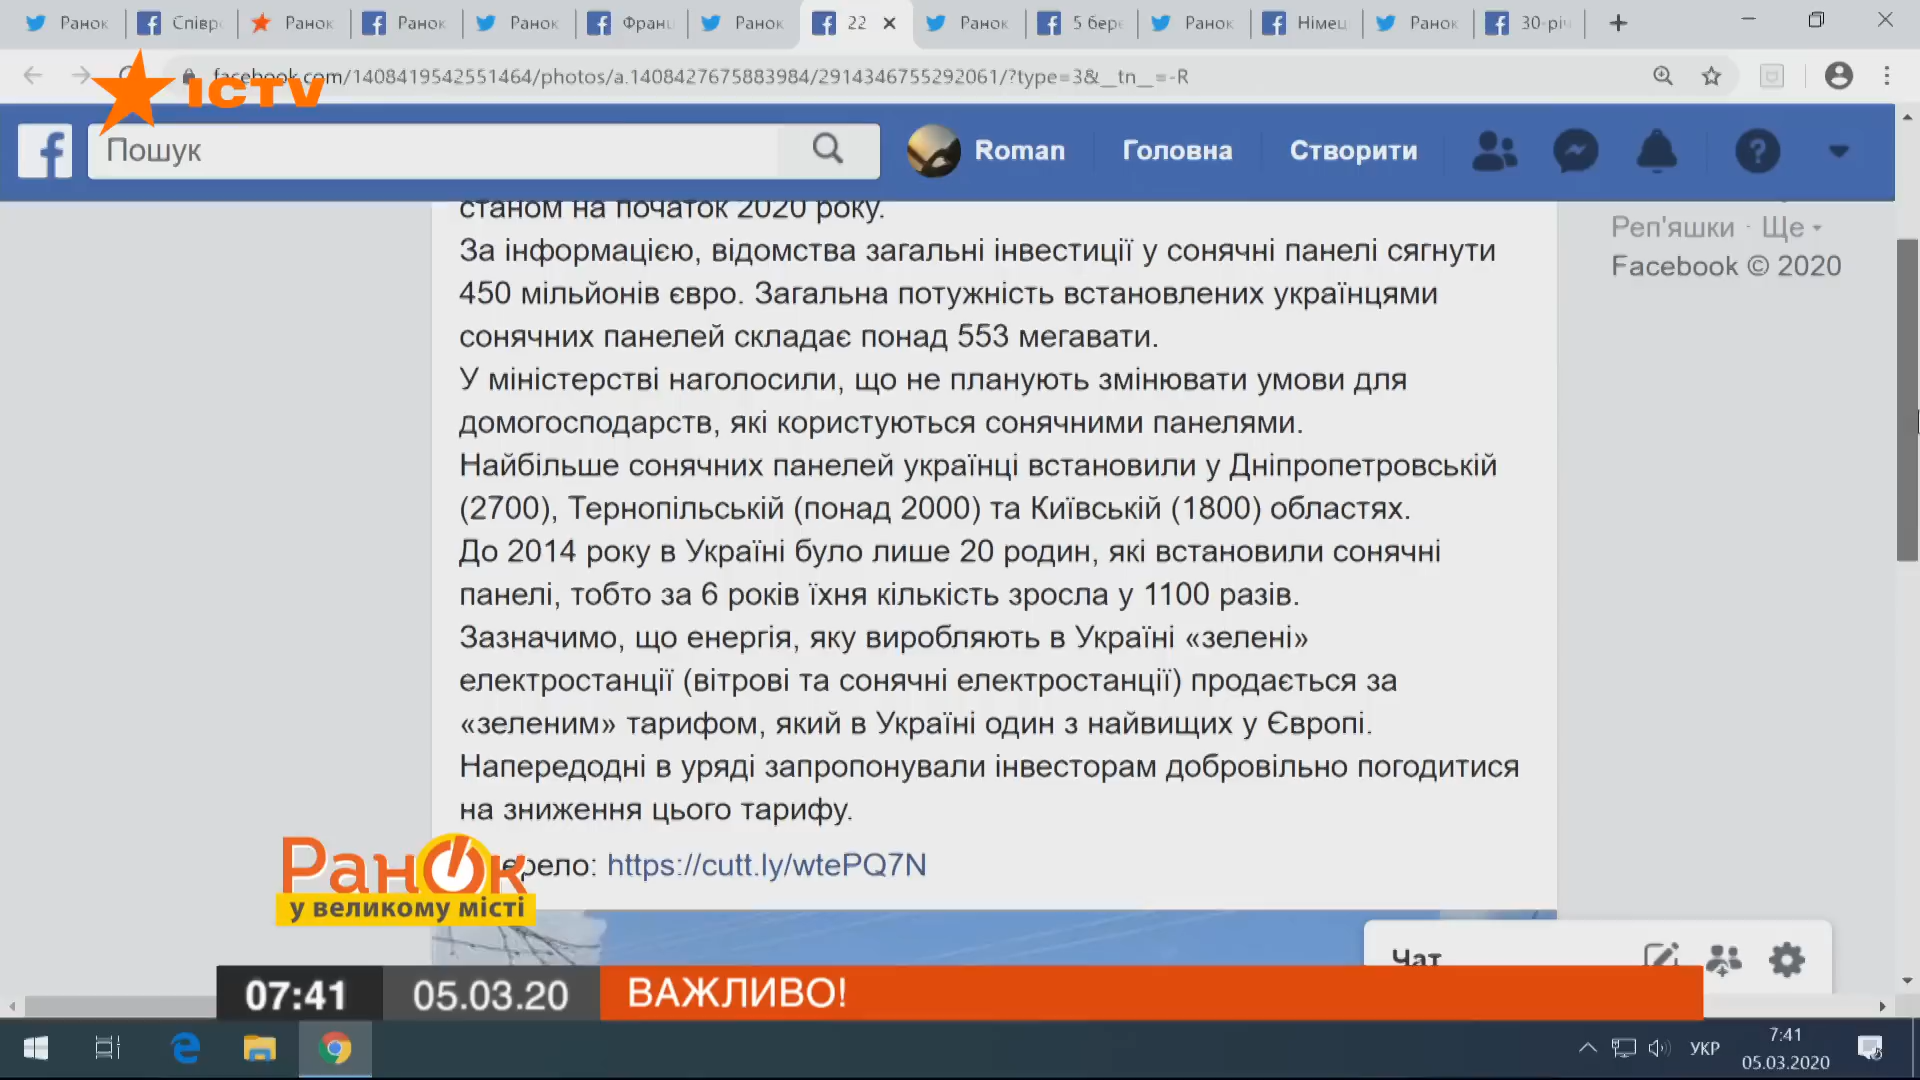 Ранок
Співро
Ранок
Ранок
Ранок
Франц
Ранок
22
Ранок
5 бере
Ранок
Німец
Ранок
30-річ
facebook.com/1408419542551464/photos/a.1408427675883984/2914346755292061/?type=3&__tn__=-R
ICTV
Пошук
Roman
Головна
Створити
станом на початок 2020 року.
За інформацією, відомства загальні інвестиції у сонячні панелі сягнути
450 мільйонів євро. Загальна потужність встановлених українцями
сонячних панелей складає понад 553 мегавати.
У міністерстві наголосили, що не планують змінювати умови для
домогосподарств, які користуються сонячними панелями.
Найбільше сонячних панелей українці встановили у Дніпропетровській
(2700), Тернопільській (понад 2000) та Київській (1800) областях.
До 2014 року в Україні було лише 20 родин, які встановили сонячні
панелі, тобто за 6 років їхня кількість зросла у 1100 разів.
Зазначимо, що енергія, яку виробляють в Україні «зелені»
електростанції (вітрові та сонячні електростанції) продається за
«зеленим» тарифом, який в Україні один з найвищих у Європі.
Напередодні в уряді запропонували інвесторам добровільно погодитися
на зниження цього тарифу.
ерело: https://cutt.ly/wtePQ7N
Реп'яшки · Ще
Facebook © 2020
Ранок
у великому місті
Чат
07:41
05.03.20
ВАЖЛИВО!
УКР
7:41
05.03.2020